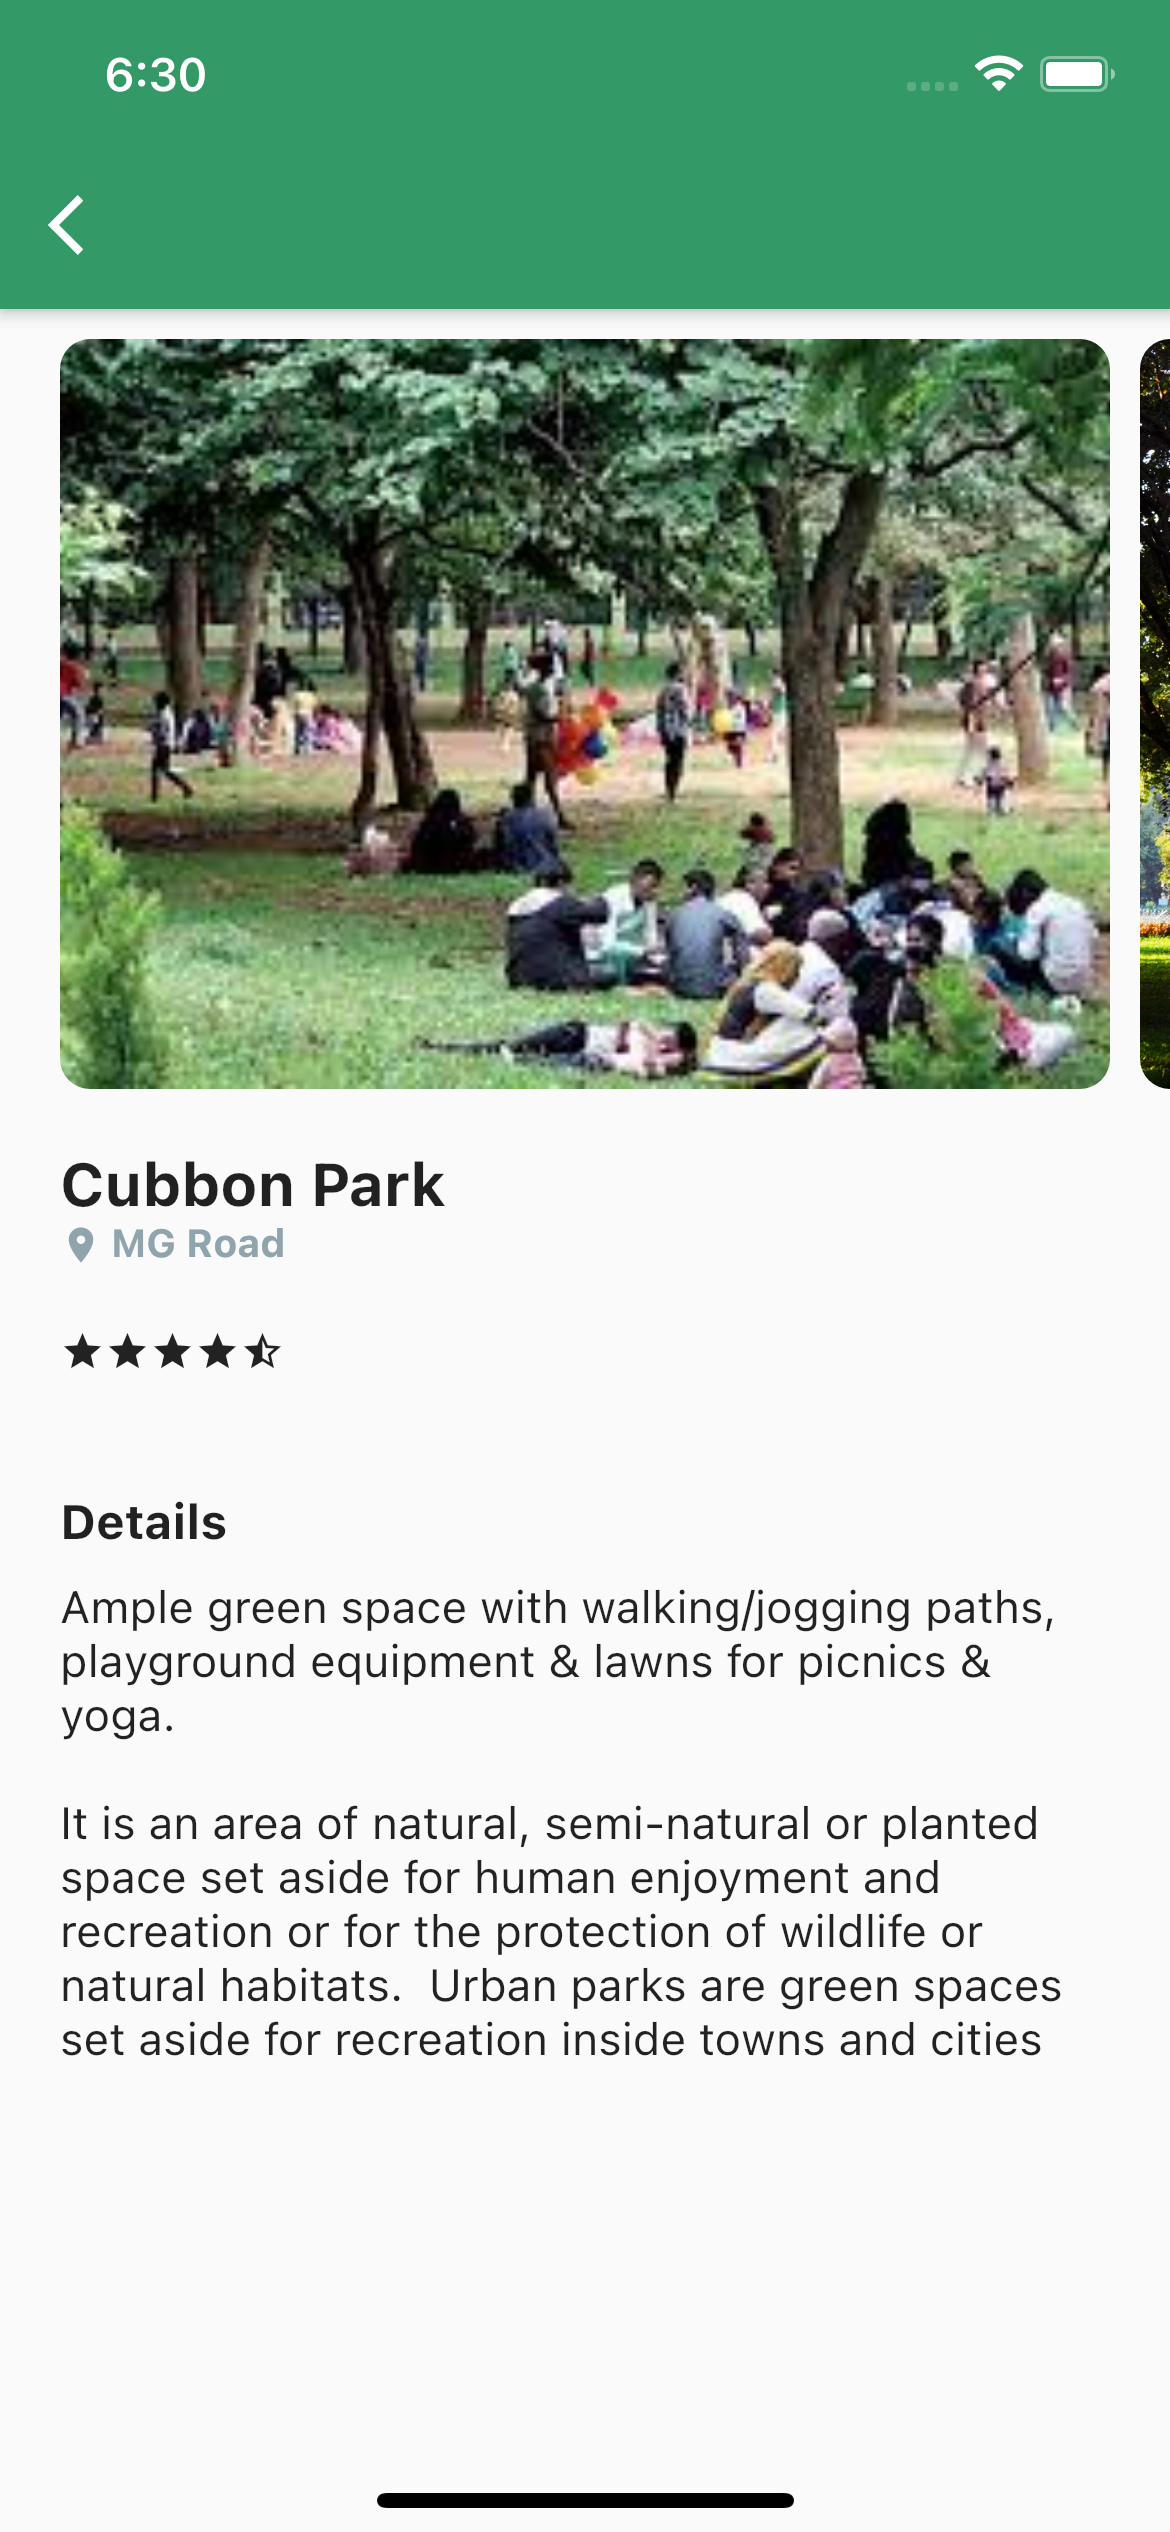 6:30
Cubbon Park
MG Road
Details
Ample green space with walking/jogging paths,
playground equipment & lawns for picnics &
yoga.
It is an area of natural, semi-natural or planted
space set aside for human enjoyment and
recreation or for the protection of wildlife or
natural habitats.  Urban parks are green spaces
set aside for recreation inside towns and cities